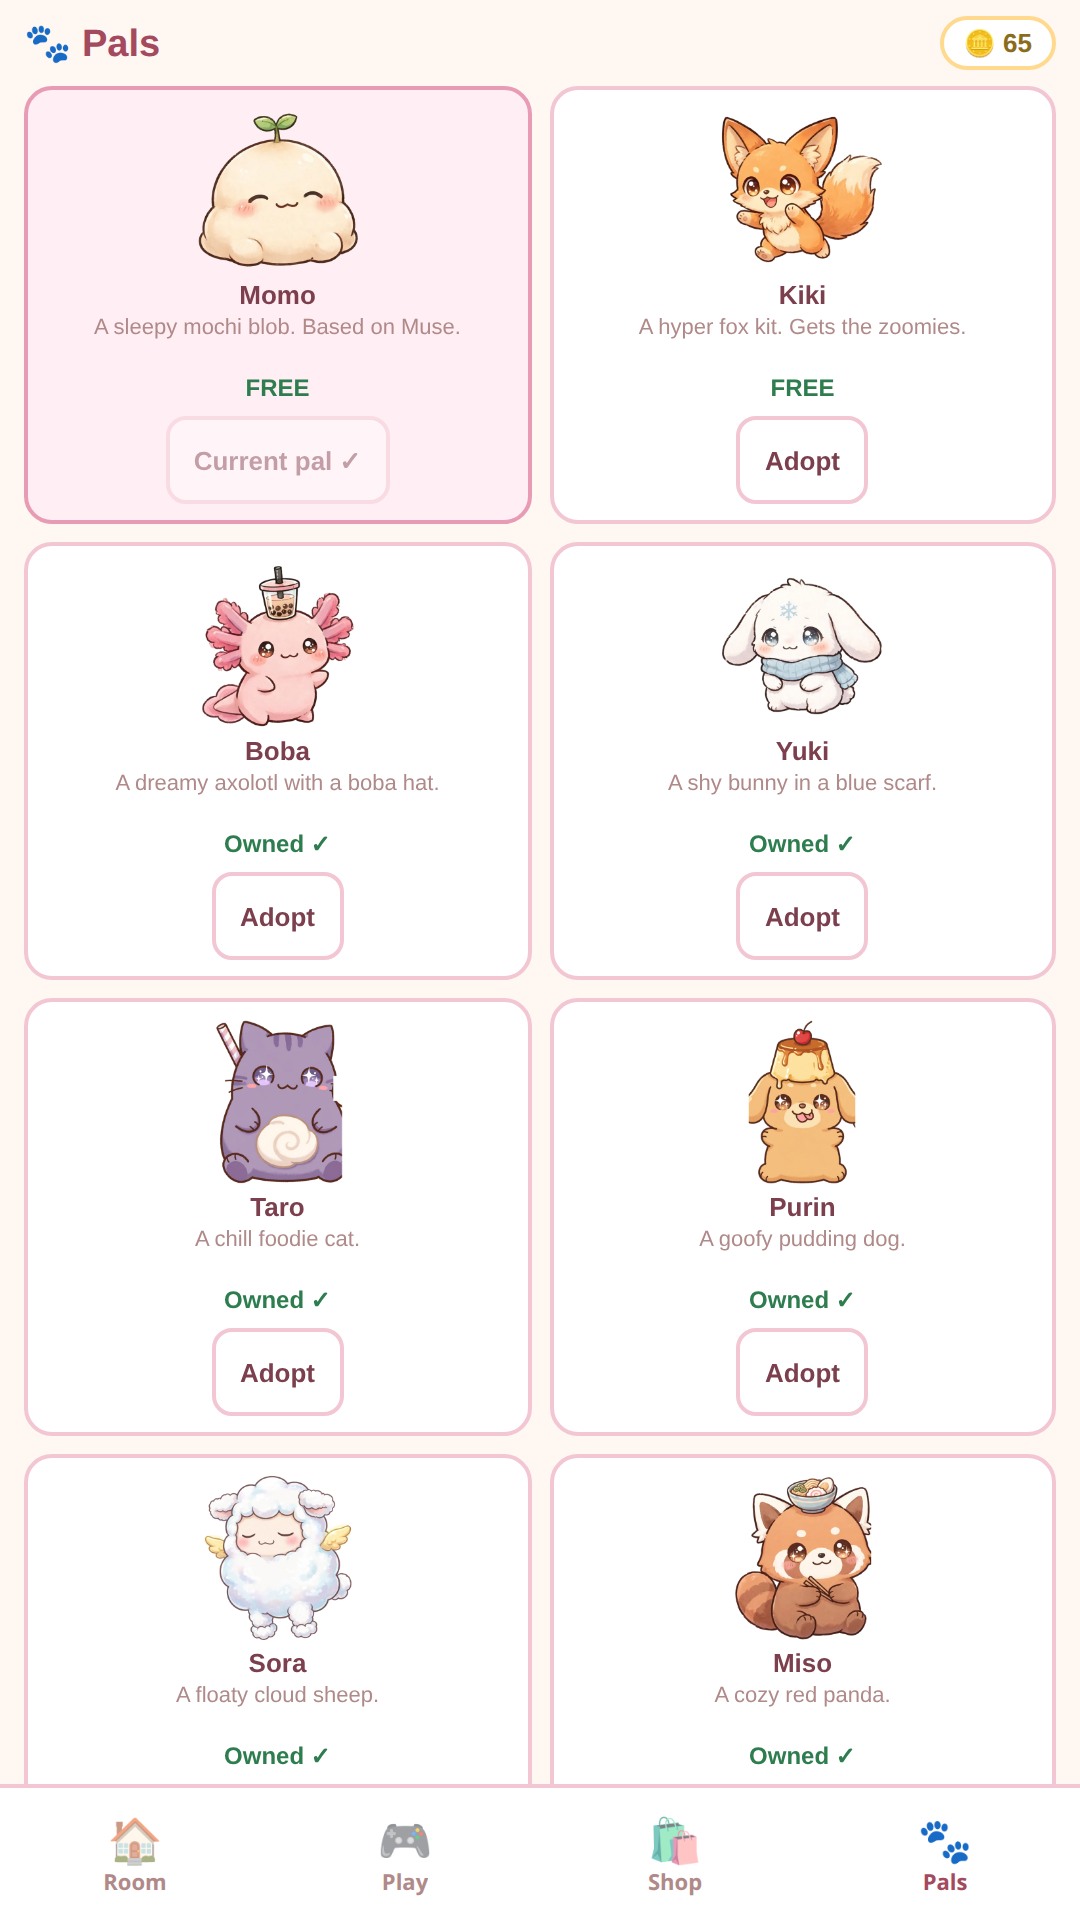 Pals
65
Momo
A sleepy mochi blob. Based on Muse.
FREE
Current pal ✓
Kiki
A hyper fox kit. Gets the zoomies.
FREE
Adopt
Boba
A dreamy axolotl with a boba hat.
Owned ✓
Adopt
Yuki
A shy bunny in a blue scarf.
Owned ✓
Adopt
Taro
A chill foodie cat.
Owned ✓
Adopt
Purin
A goofy pudding dog.
Owned ✓
Adopt
Sora
A floaty cloud sheep.
Owned ✓
Miso
A cozy red panda.
Owned ✓
Room
Play
Shop
Pals